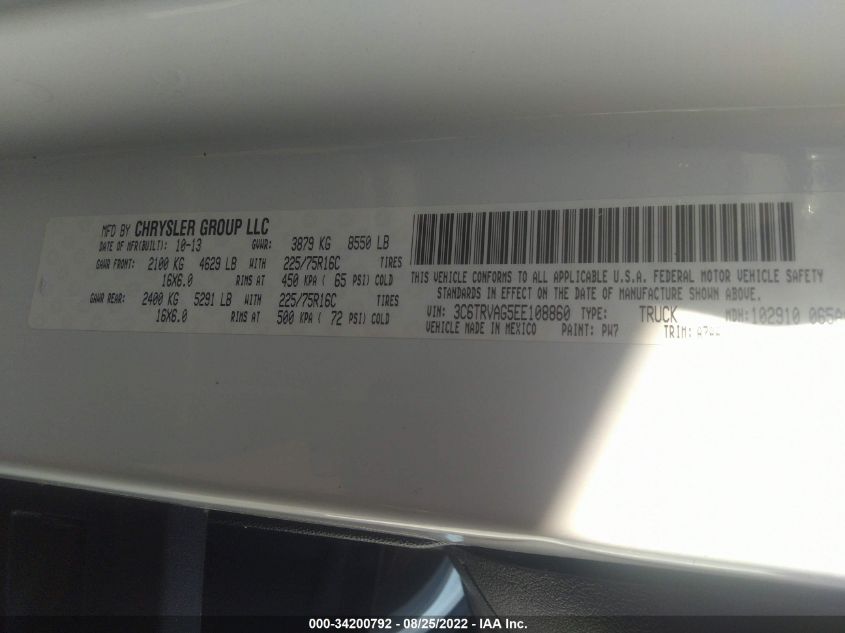 MFD BY CHRYSLER GROUP LLC
DATE OF MFR(BUILT): 10-13 GVWR: 3879 KG 8550 LB
GAWR FRONT: 2100 KG 4629 LB WITH 225/75R16C TIRES
16X6.0 RIMS AT 450 KPA ( 65 PSI) COLD
GAWR REAR: 2400 KG 5291 LB WITH 225/75R16C TIRES
16X6.0 RIMS AT 500 KPA ( 72 PSI) COLD
THIS VEHICLE CONFORMS TO ALL APPLICABLE U.S.A. FEDERAL MOTOR VEHICLE SAFETY
STANDARDS IN EFFECT ON THE DATE OF MANUFACTURE SHOWN ABOVE.
VIN: 3C6TRVAG5EE108860 TYPE: TRUCK MDH: 102910 065A
VEHICLE MADE IN MEXICO PAINT: PW7 TRIM:
000-34200792 - 08/25/2022 - IAA Inc.